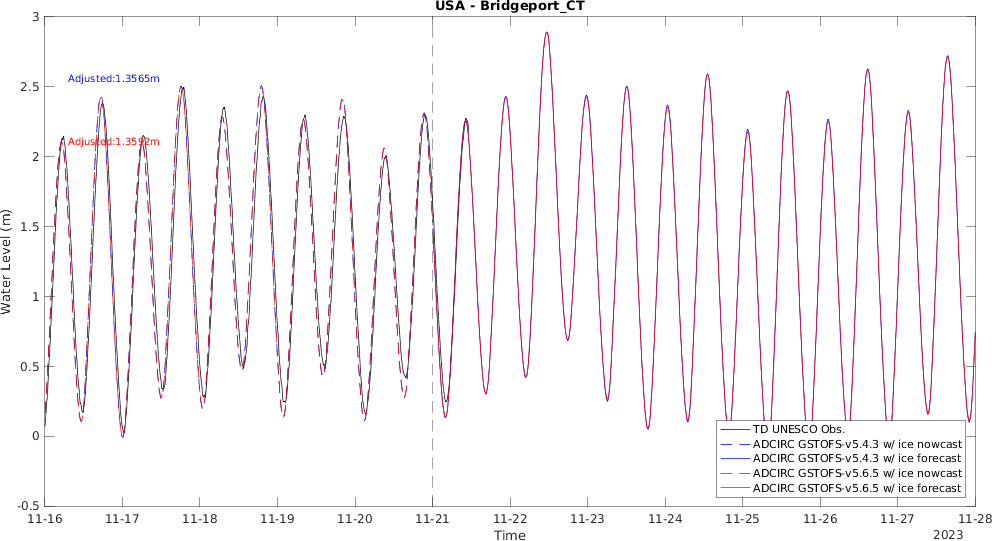 USA - Bridgeport_CT
3
2.5
2
1.5
1
0.5
0
-0.5
Water Level (m)
Adjusted:1.3565m
Adjusted:1.3592m
TD UNESCO Obs.
ADCIRC GSTOFS-v5.4.3 w/ ice nowcast
ADCIRC GSTOFS-v5.4.3 w/ ice forecast
ADCIRC GSTOFS-v5.6.5 w/ ice nowcast
ADCIRC GSTOFS-v5.6.5 w/ ice forecast
11-16 11-17 11-18 11-19 11-20 11-21 11-22 11-23 11-24 11-25 11-26 11-27 11-28
Time
2023